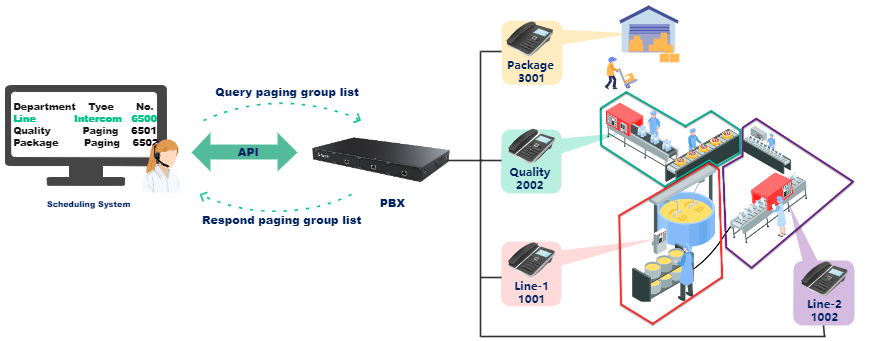 Department Tyoe No.
Line Intercom 6500
Quality Paging 6501
Package Paging 6502
Scheduling System
Query paging group list
API
Respond paging group list
PBX
Package
3001
Quality
2002
Line-1
1001
Line-2
1002